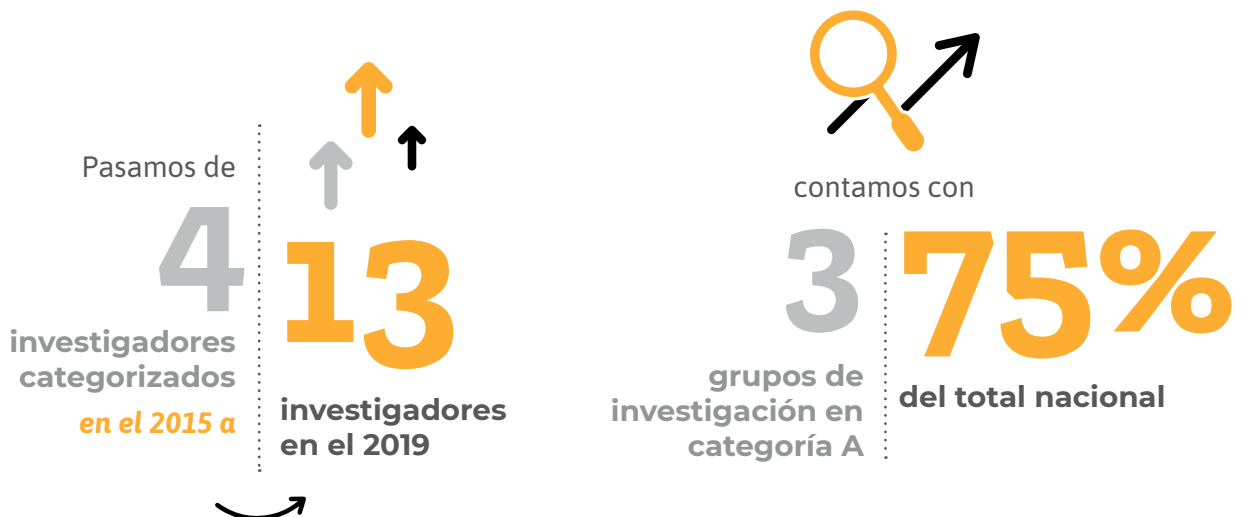 Pasamos de
4
investigadores
categorizados
en el 2015 a
13
investigadores
en el 2019
contamos con
3
grupos de
investigación en
categoría A
75%
del total nacional